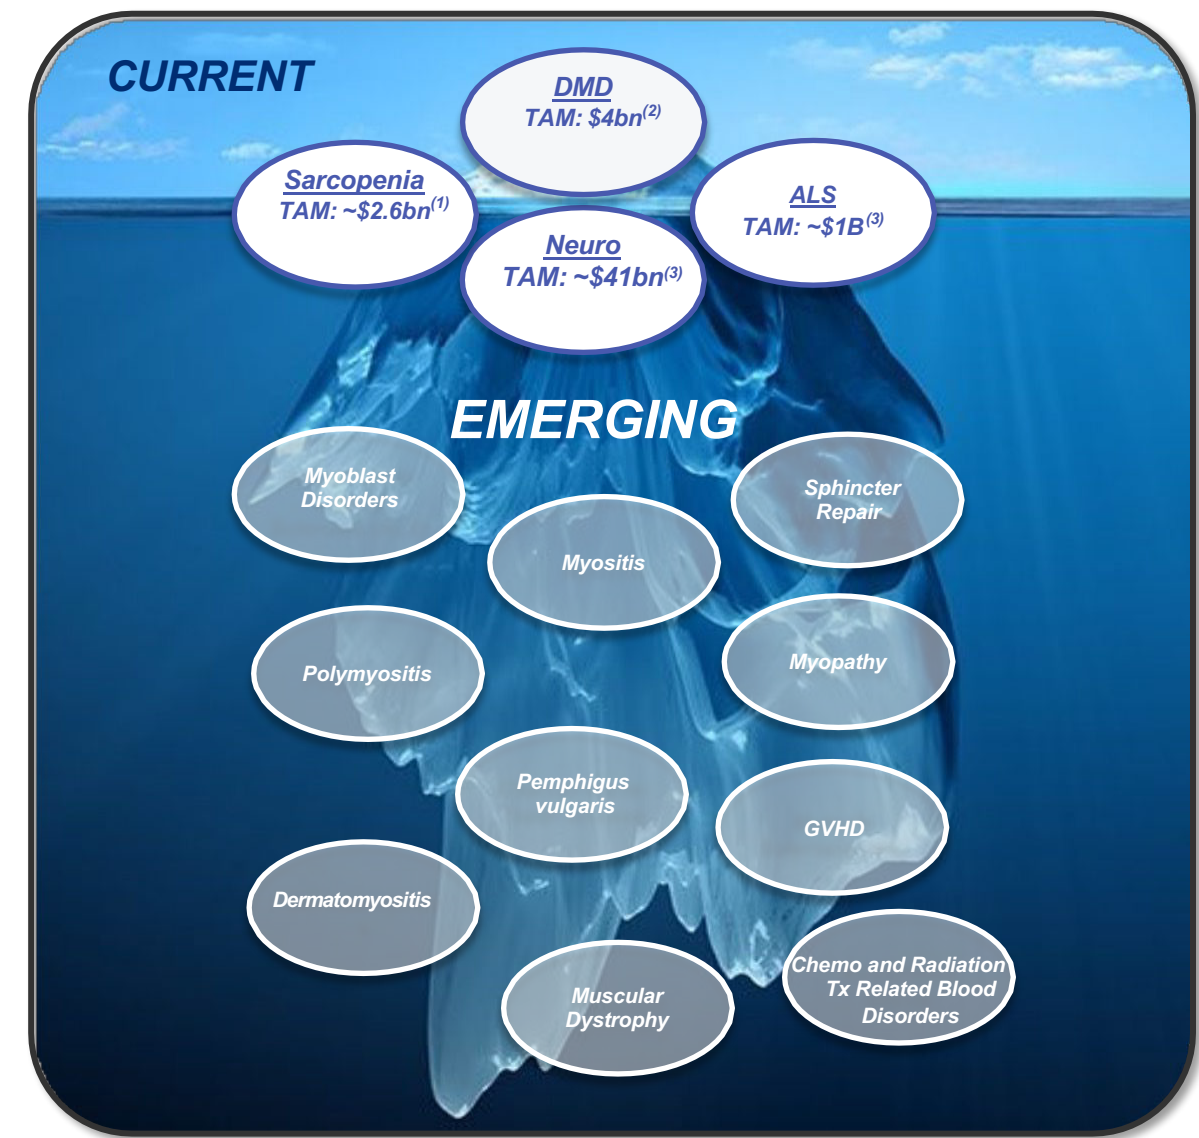 CURRENT
DMD
TAM: $4bn(2)
Sarcopenia
TAM: ~$2.6bn(1)
ALS
TAM: ~$1B(3)
Neuro
TAM: ~$41bn(3)
EMERGING
Myoblast
Disorders
Sphincter
Repair
Myositis
Polymyositis
Myopathy
Pemphigus
vulgaris
GVHD
Dermatomyositis
Chemo and Radiation
Tx Related Blood
Disorders
Muscular
Dystrophy